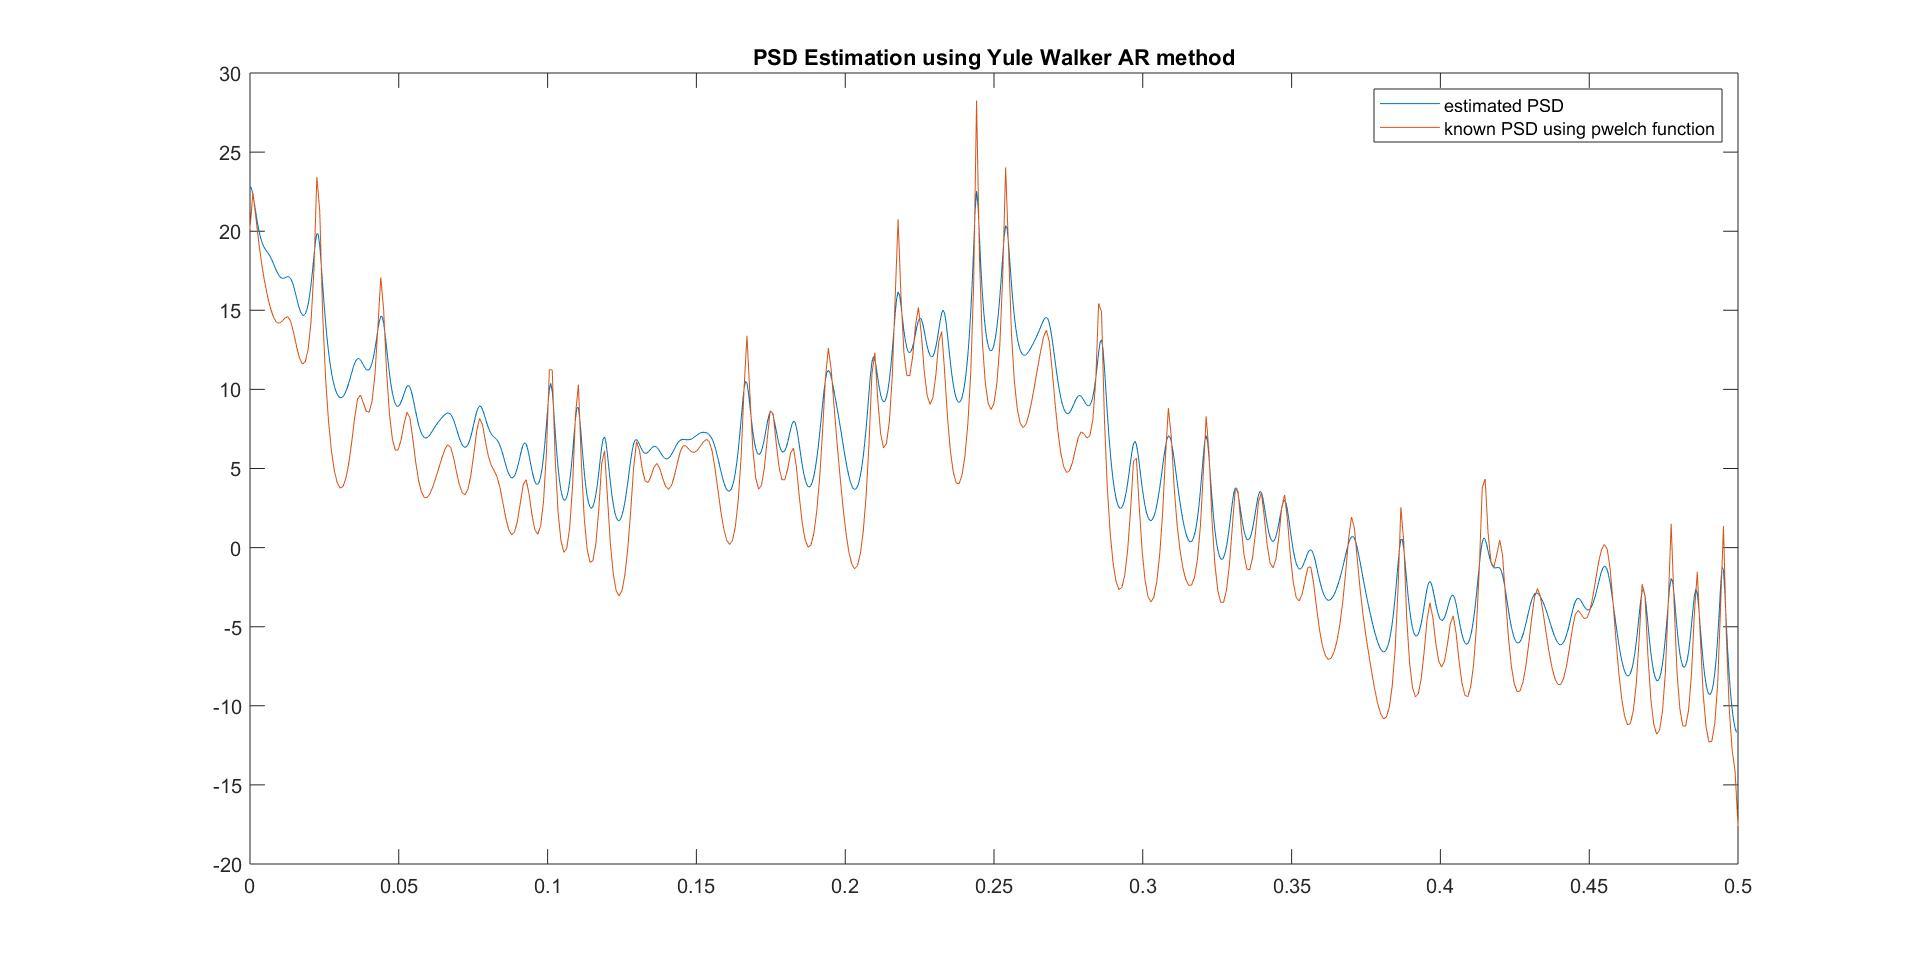 PSD Estimation using Yule Walker AR method
30
25
20
15
10
5
0
-5
-10
-15
-20
estimated PSD
known PSD using pwelch function
0 0.05 0.1 0.15 0.2 0.25 0.3 0.35 0.4 0.45 0.5